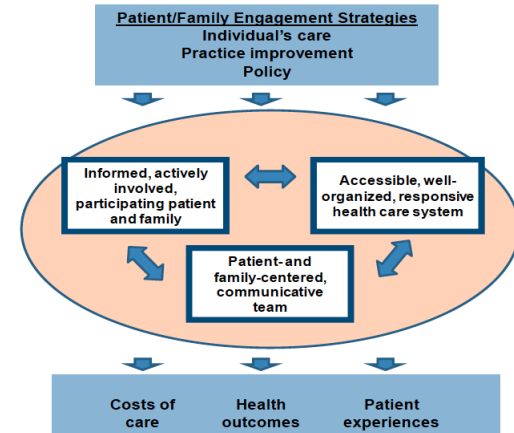 Patient/Family Engagement Strategies
Individual's care
Practice improvement
Policy
Informed, actively
involved,
participating patient
and family
Accessible, well-
organized, responsive
health care system
Patient- and
family-centered,
communicative
team
Costs of
care
Health
outcomes
Patient
experiences